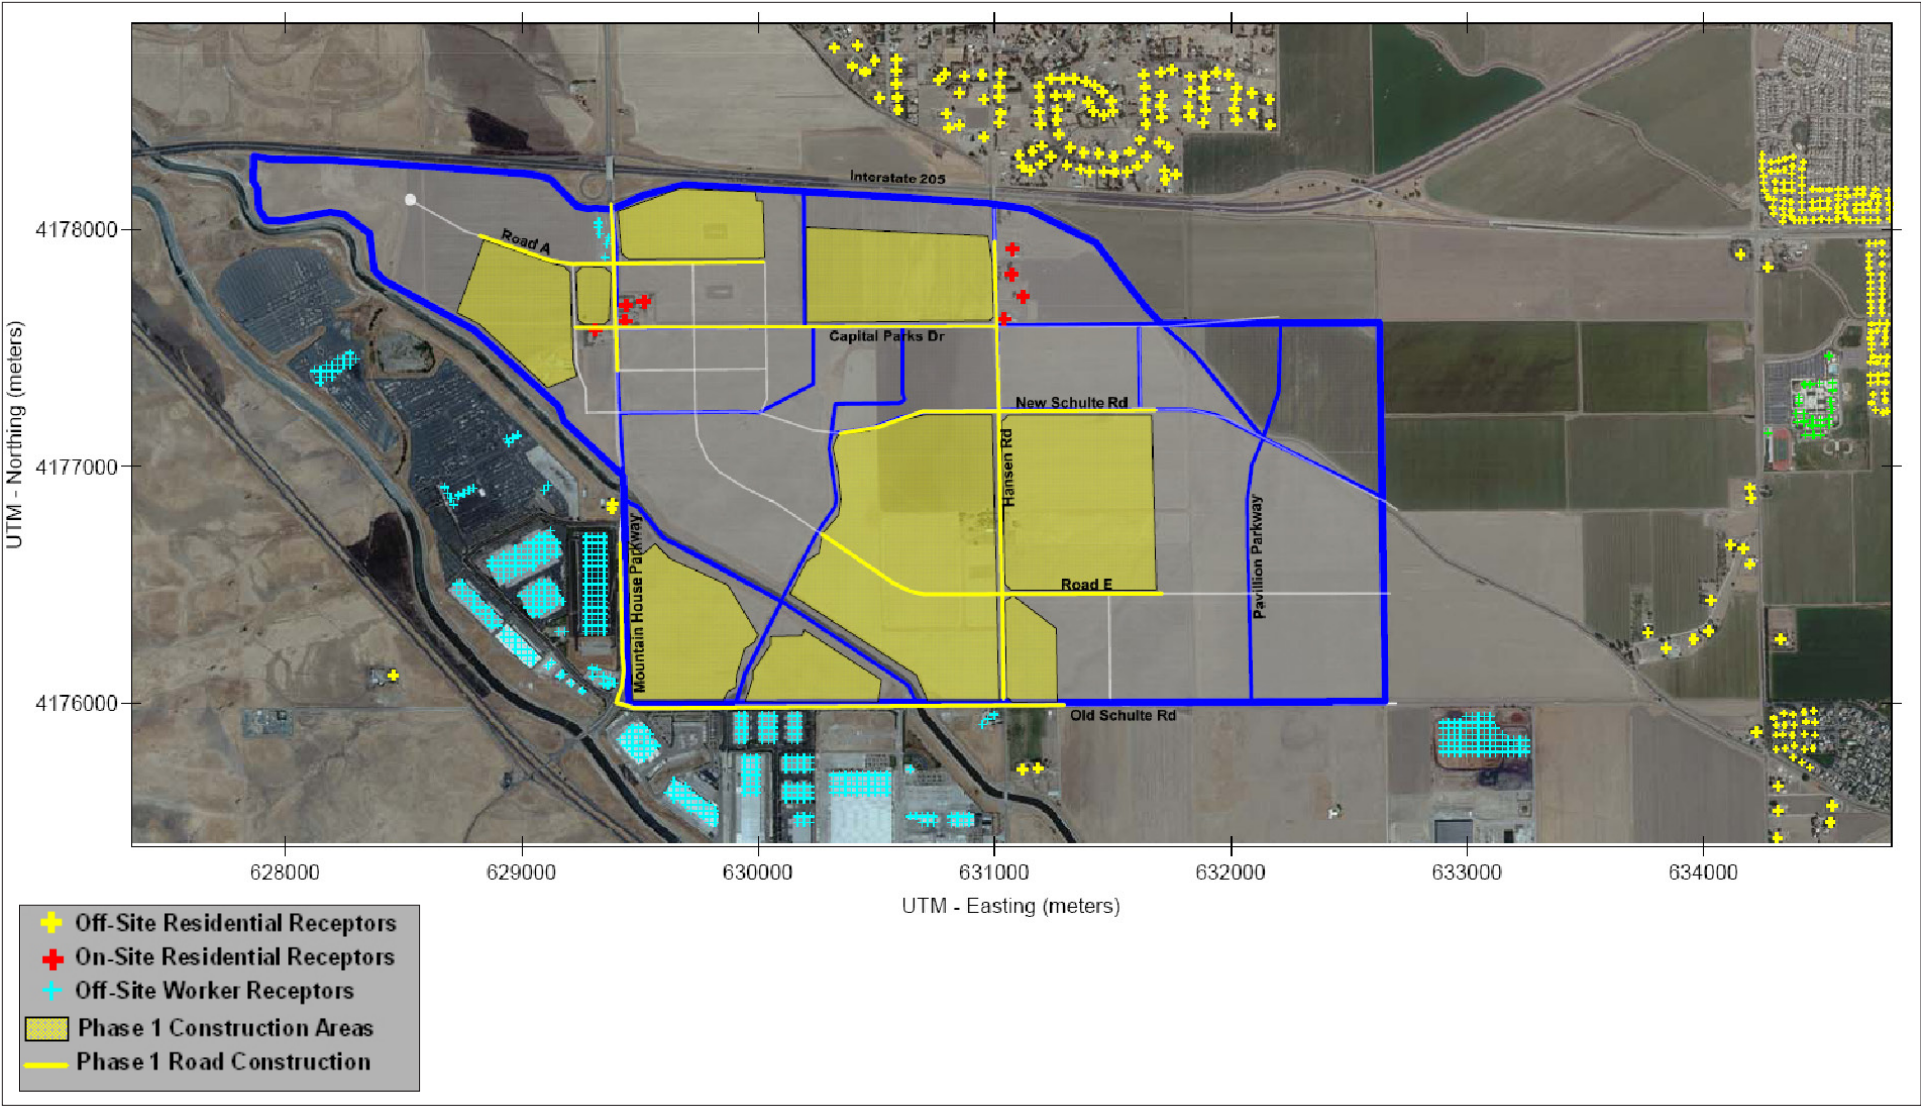 Interstate 205
Road A
Capital Parks Dr
New Schulte Rd
Hansen Rd
Road E
Pavillion Parkway
Mountain House Parkway
Old Schulte Rd
4178000
4177000
4176000
UTM - Northing (meters)
628000 629000 630000 631000 632000 633000 634000
UTM - Easting (meters)
Off-Site Residential Receptors
On-Site Residential Receptors
Off-Site Worker Receptors
Phase 1 Construction Areas
Phase 1 Road Construction